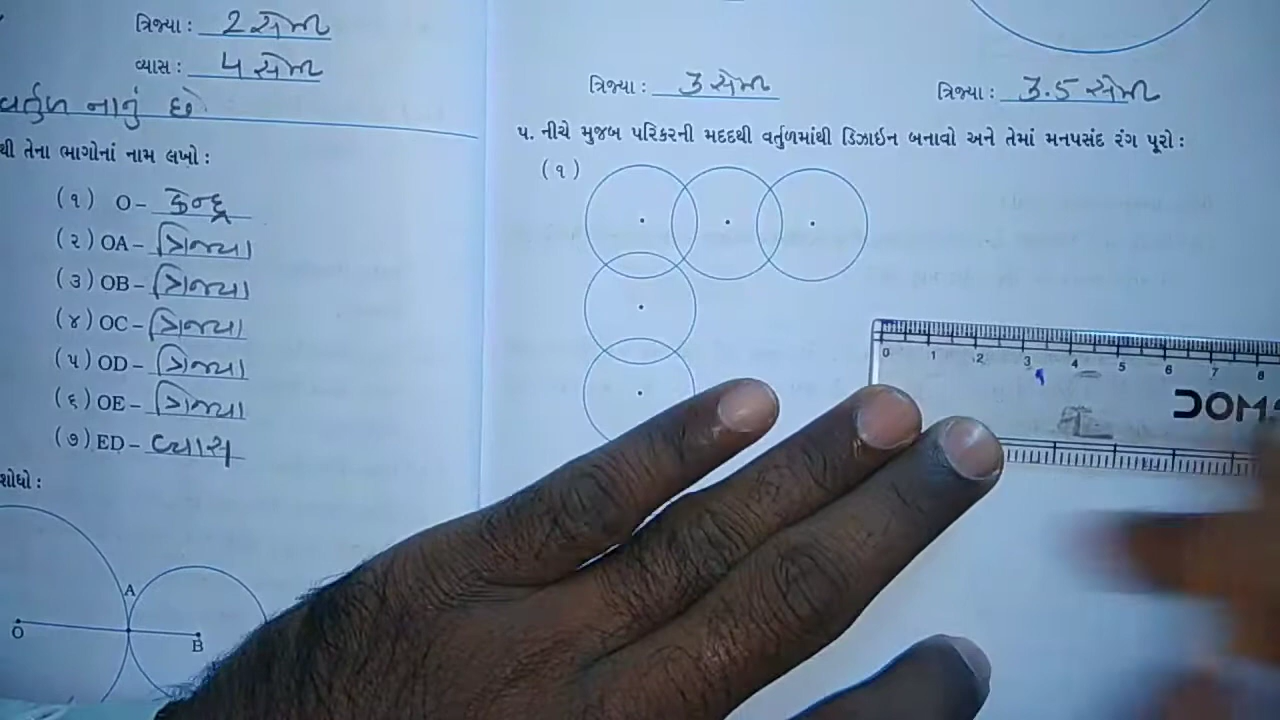 ત્રિજ્યા : 2 સેમી
વ્યાસ : ૫ સેમી
વર્તુળ નાનું છે.
થી તેના ભાગોનાં નામ લખો :
(૧) O – કેન્દ્ર
(૨) OA – ત્રિજ્યા
(૩) OB – ત્રિજ્યા
(૪) OC – ત્રિજ્યા
(૫) OD – ત્રિજ્યા
(૬) OE – ત્રિજ્યા
(૭) ED – વ્યાસ
શોધો :
A
O
B
ત્રિજ્યા : 3 સેમી
ત્રિજ્યા : 3.5 સેમી
૫. નીચે મુજબ પરિકરની મદદથી વર્તુળમાંથી ડિઝાઇન બનાવો અને તેમાં મનપસંદ રંગ પૂરો :
(૧)
0 1 2 3 4 5 6 7 8
DOMS